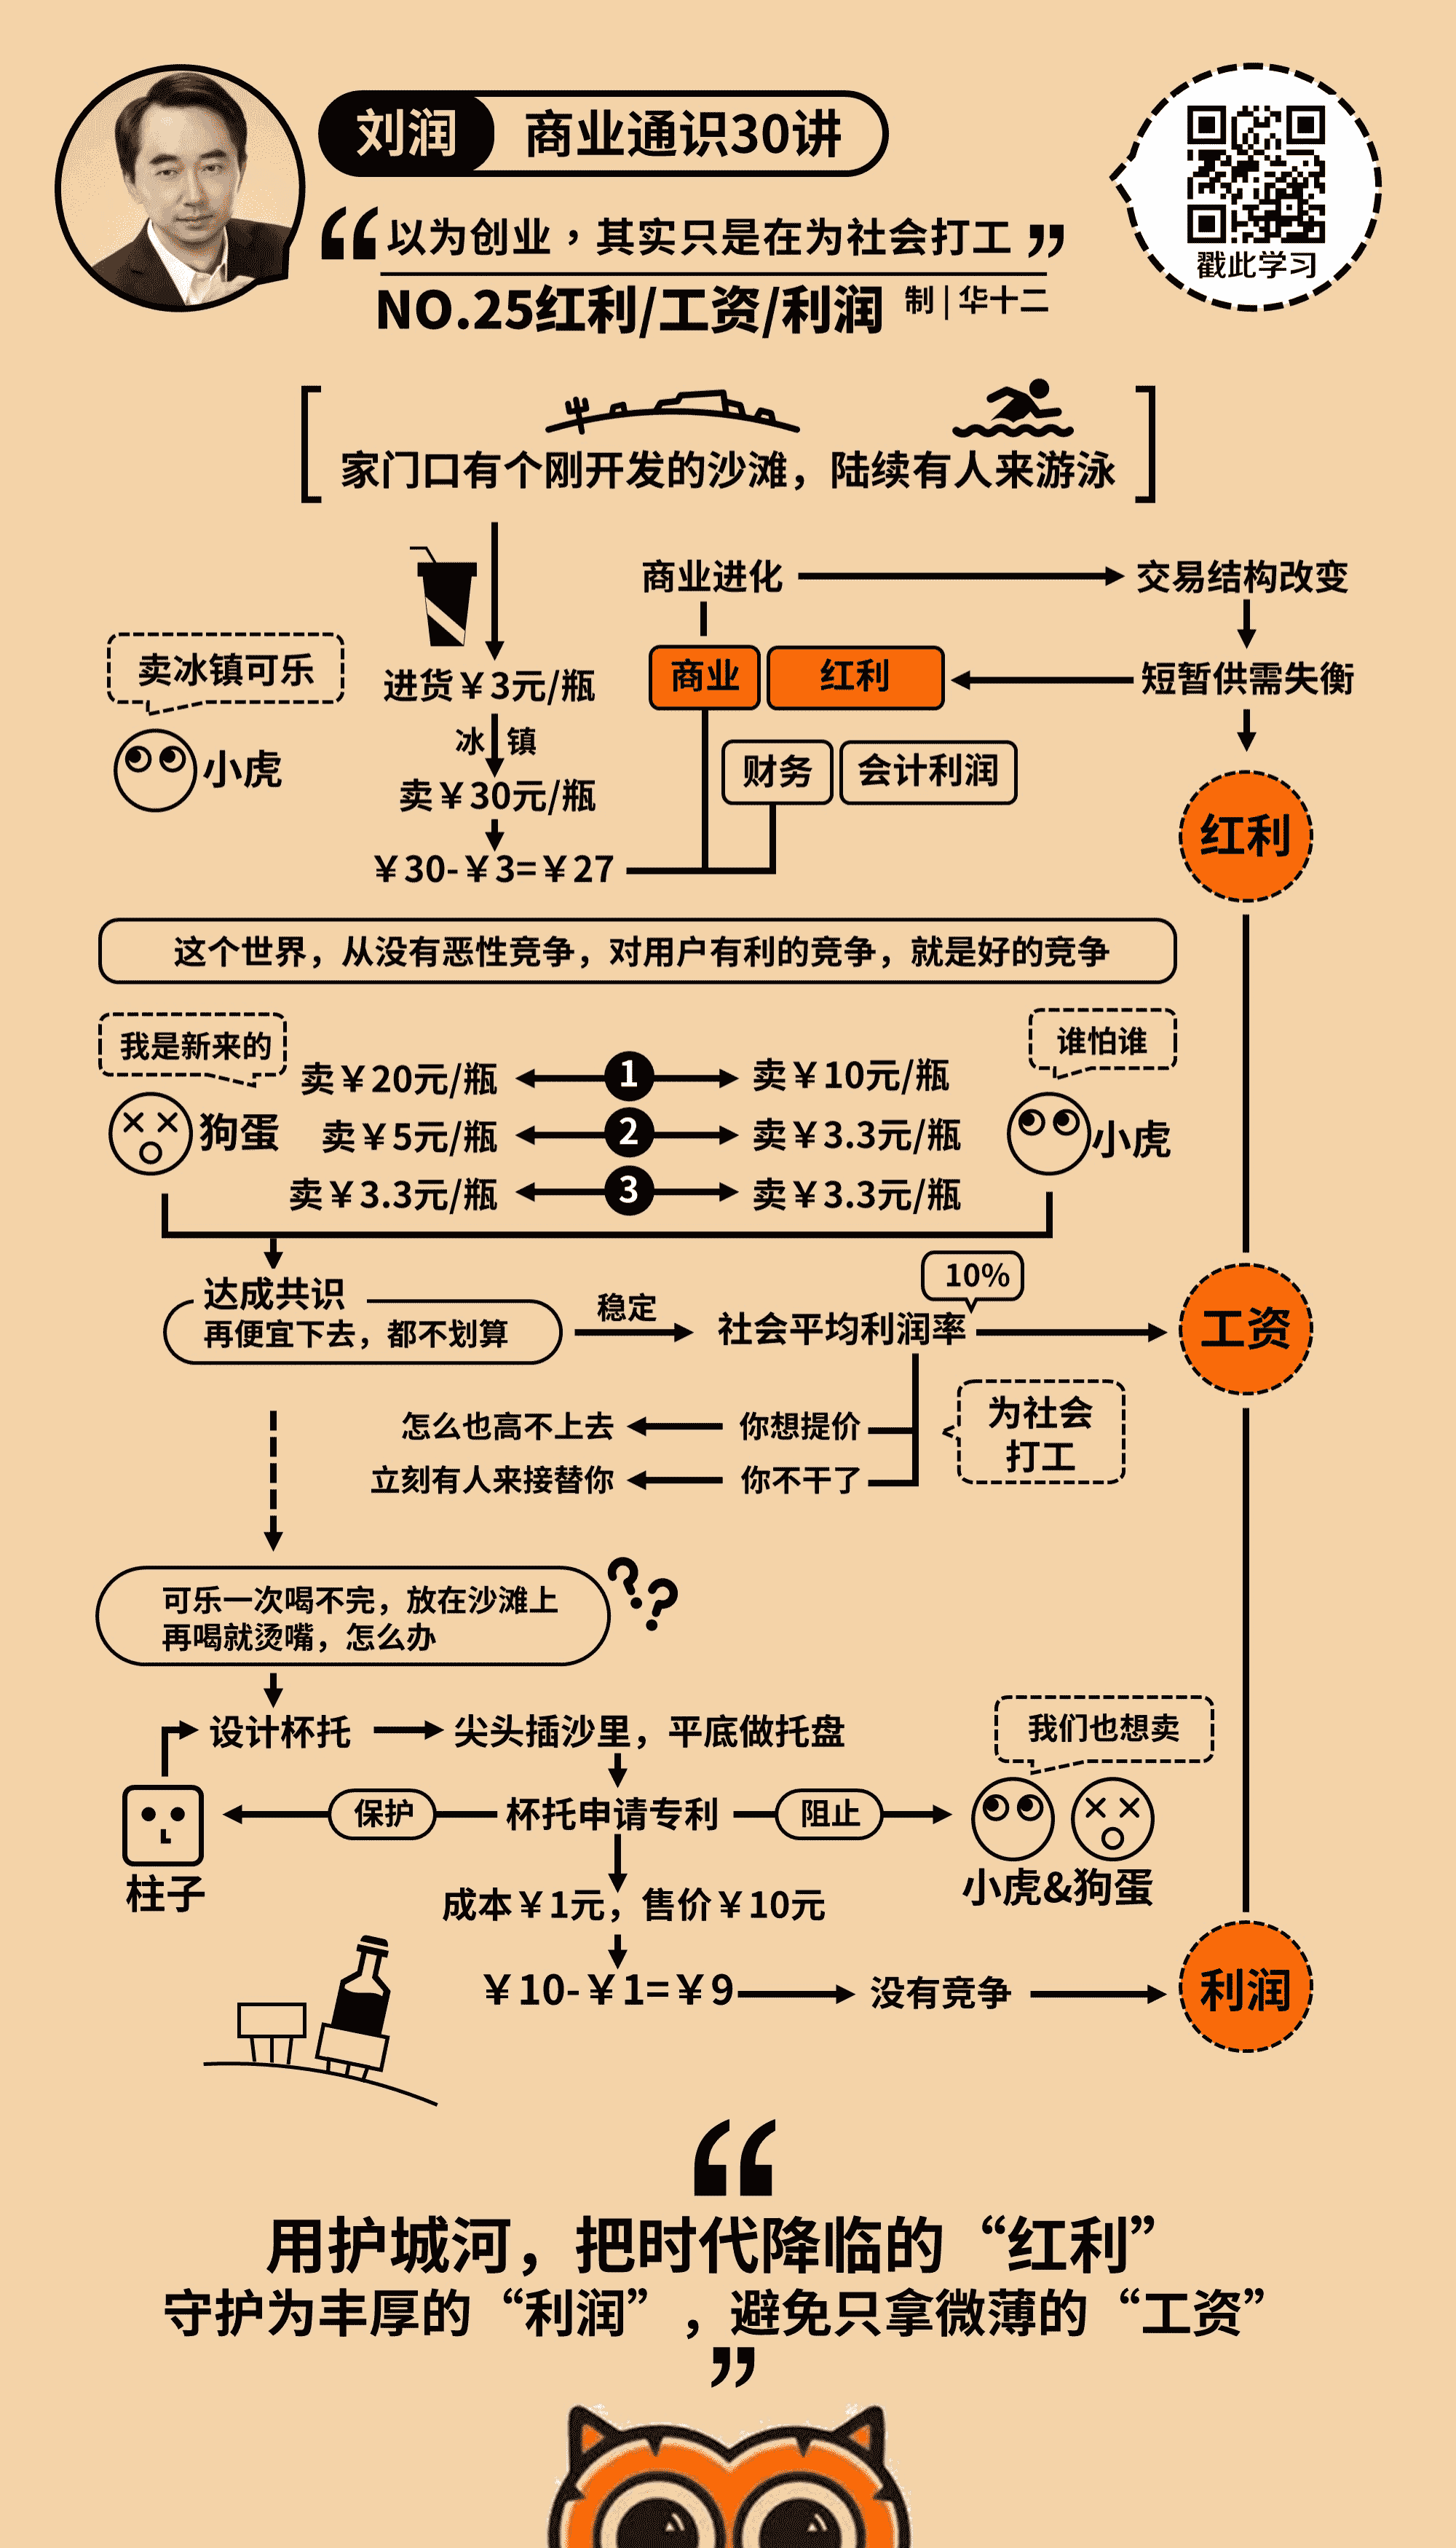 刘润 商业通识30讲
“以为创业，其实只是在为社会打工”
NO.25红利/工资/利润 制|华十二
戳此学习
家门口有个刚开发的沙滩，陆续有人来游泳
商业进化
交易结构改变
短暂供需失衡
商业 红利
财务 会计利润
红利
卖冰镇可乐
小虎
进货￥3元/瓶
冰 镇
卖￥30元/瓶
￥30-￥3=￥27
这个世界，从没有恶性竞争，对用户有利的竞争，就是好的竞争
我是新来的
狗蛋
谁怕谁
小虎
卖￥20元/瓶 1 卖￥10元/瓶
卖￥5元/瓶 2 卖￥3.3元/瓶
卖￥3.3元/瓶 3 卖￥3.3元/瓶
达成共识
再便宜下去，都不划算
稳定
社会平均利润率
10%
工资
怎么也高不上去 你想提价
立刻有人来接替你 你不干了
为社会
打工
可乐一次喝不完，放在沙滩上
再喝就烫嘴，怎么办
??
设计杯托 尖头插沙里，平底做托盘
我们也想卖
保护 杯托申请专利 阻止
柱子
小虎&狗蛋
成本￥1元，售价￥10元
￥10-￥1=￥9 没有竞争
利润
“
用护城河，把时代降临的“红利”
守护为丰厚的“利润”，避免只拿微薄的“工资”
”